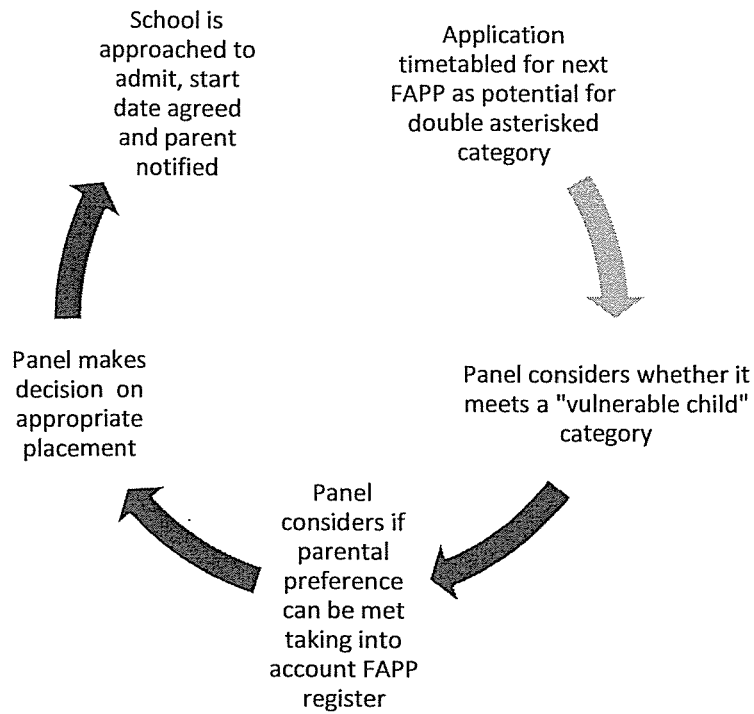 Application
timetabled for next
FAPP as potential for
double asterisked
category
Panel considers whether it
meets a "vulnerable child"
category
Panel
considers if
parental
preference
can be met
taking into
account FAPP
register
Panel makes
decision on
appropriate
placement
School is
approached to
admit, start
date agreed
and parent
notified